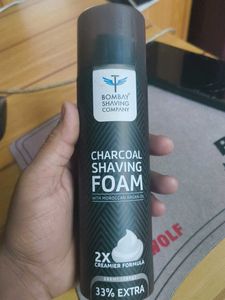 BOMBAY
SHAVING
COMPANY
CHARCOAL
SHAVING
FOAM
WITH MOROCCAN ARGAN OIL
2X
CREAMIER FORMULA
33% EXTRA
WOLF